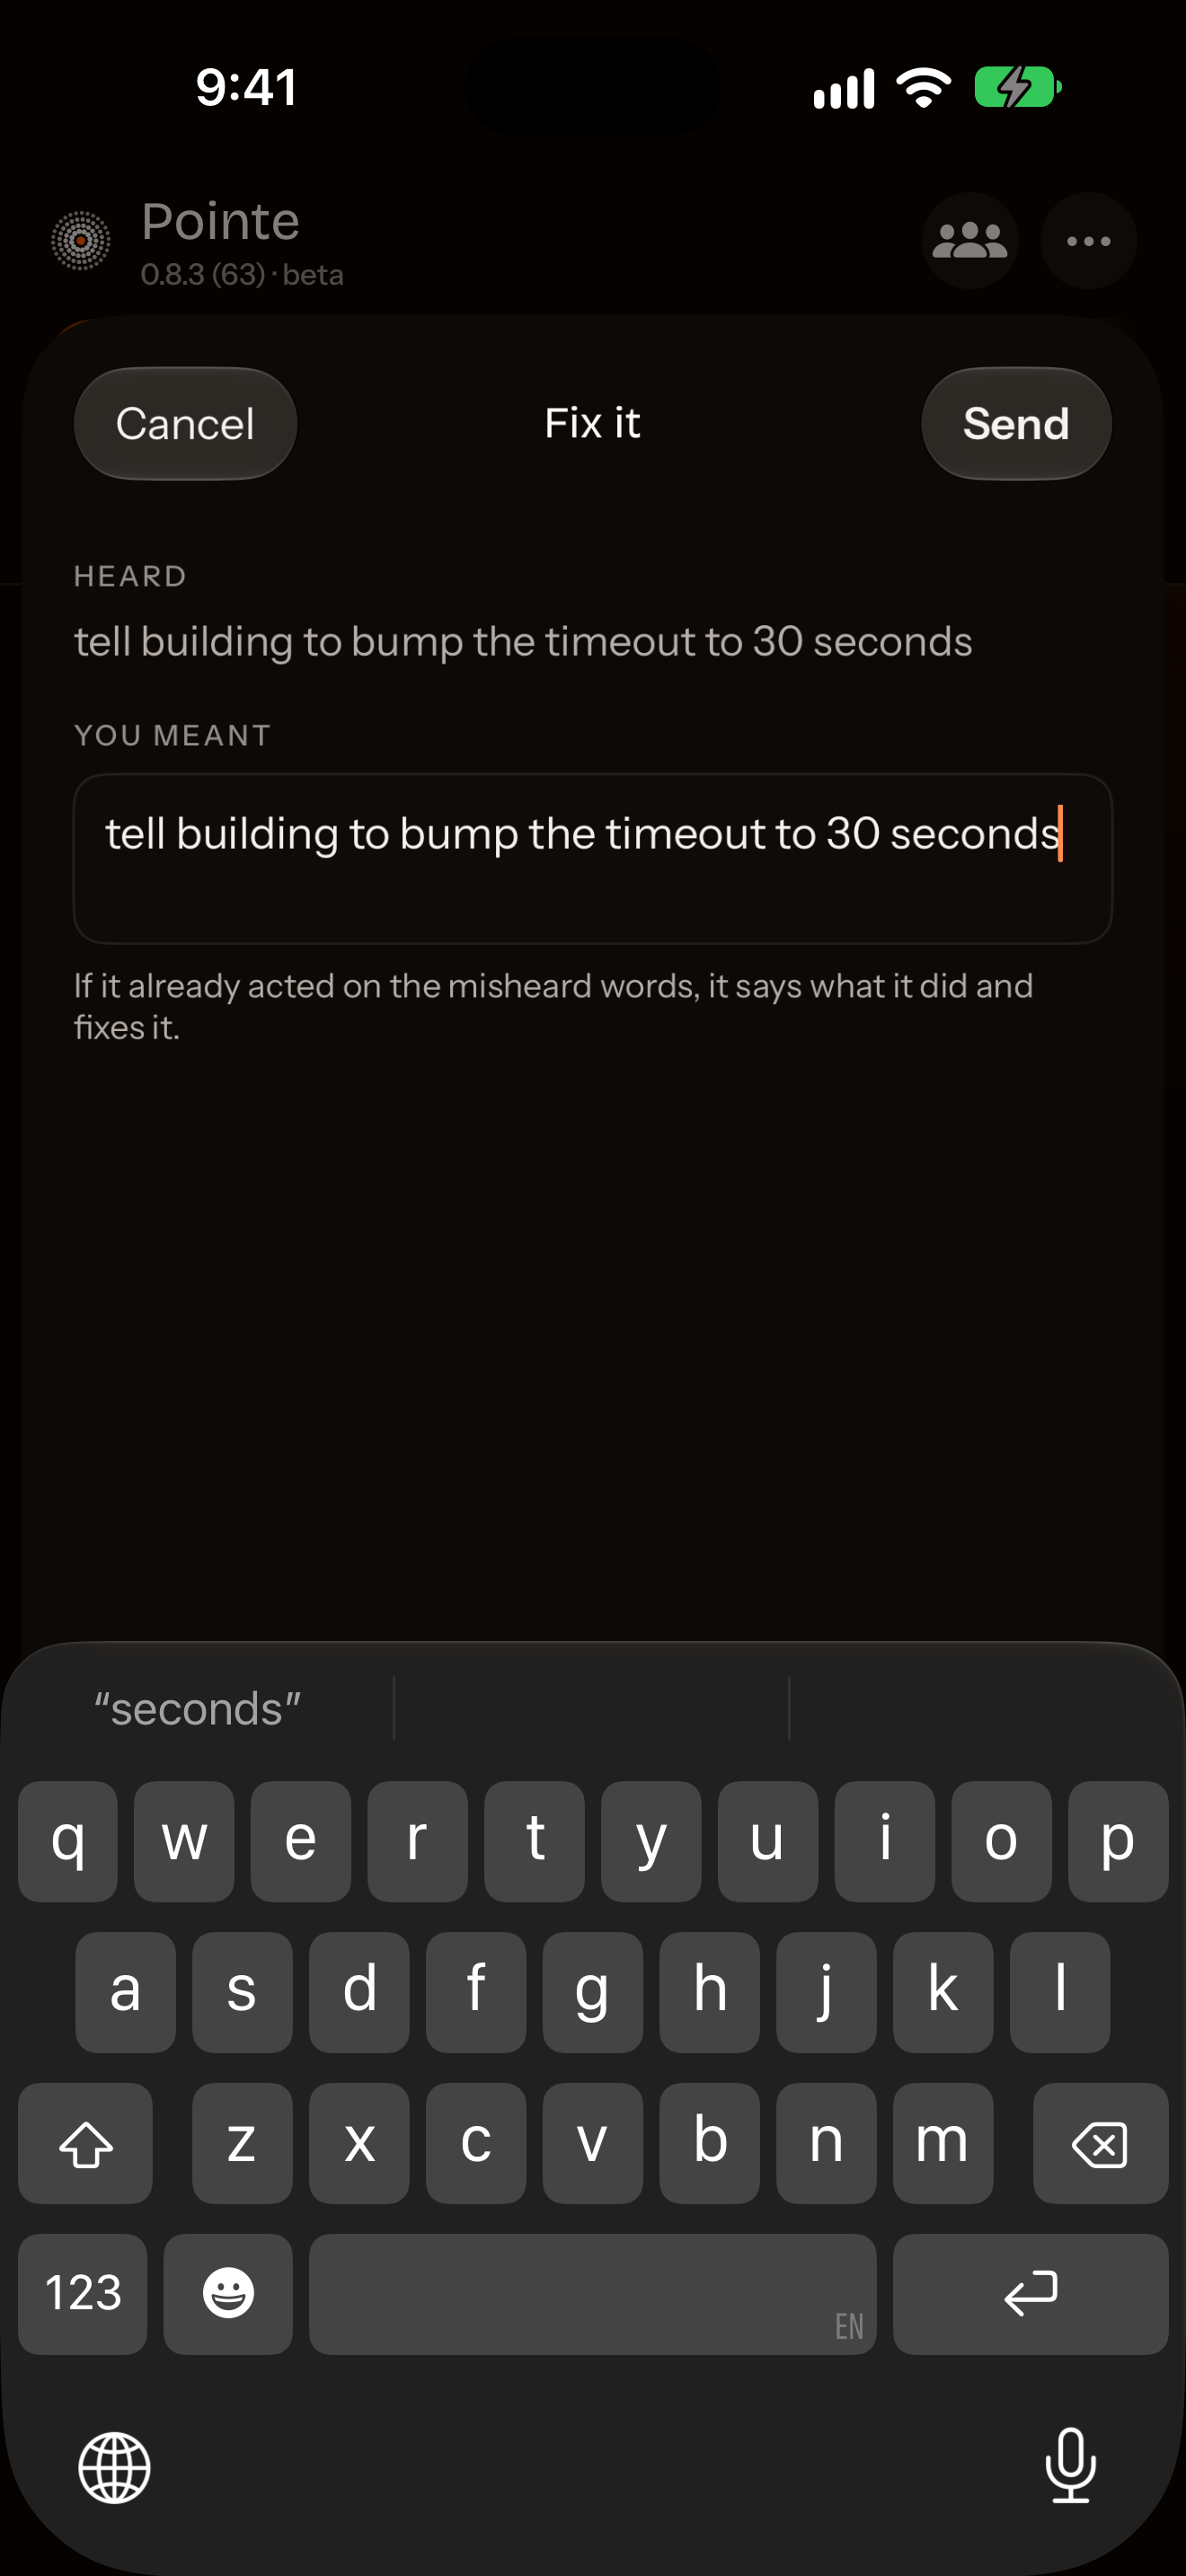 9:41
Pointe
0.8.3 (63) · beta
Cancel
Fix it
Send
HEARD
tell building to bump the timeout to 30 seconds
YOU MEANT
tell building to bump the timeout to 30 seconds
If it already acted on the misheard words, it says what it did and
fixes it.
“seconds”
q w e r t y u i o p
a s d f g h j k l
z x c v b n m
123
EN